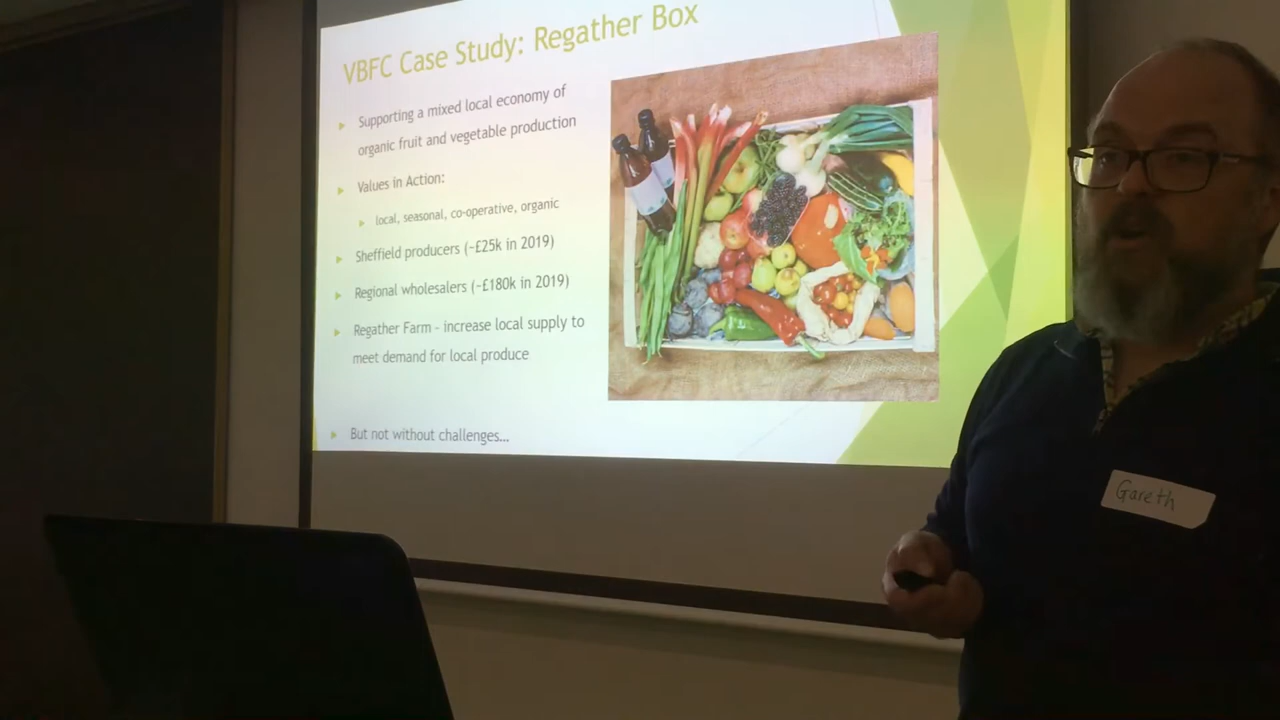 VBFC Case Study: Regather Box
Supporting a mixed local economy of
organic fruit and vegetable production
Values in Action:
local, seasonal, co-operative, organic
Sheffield producers (~£25k in 2019)
Regional wholesalers (~£180k in 2019)
Regather Farm - increase local supply to
meet demand for local produce
But not without challenges...
Gareth